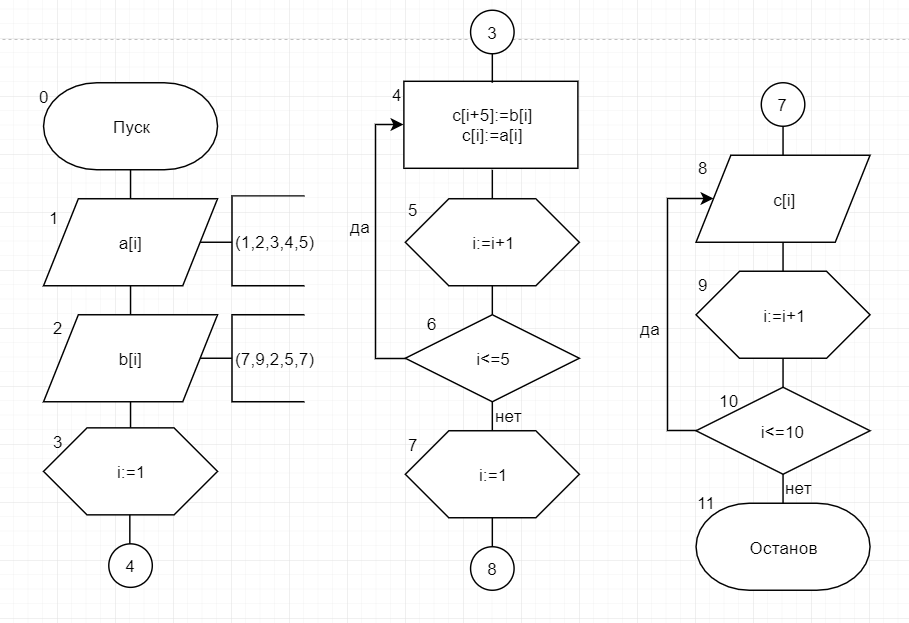 0
Пуск
1
a[i]
(1,2,3,4,5)
2
b[i]
(7,9,2,5,7)
3
i:=1
4
3
4
c[i+5]:=b[i]
c[i]:=a[i]
да
5
i:=i+1
6
i<=5
нет
7
i:=1
8
7
8
c[i]
да
9
i:=i+1
10
i<=10
нет
11
Останов